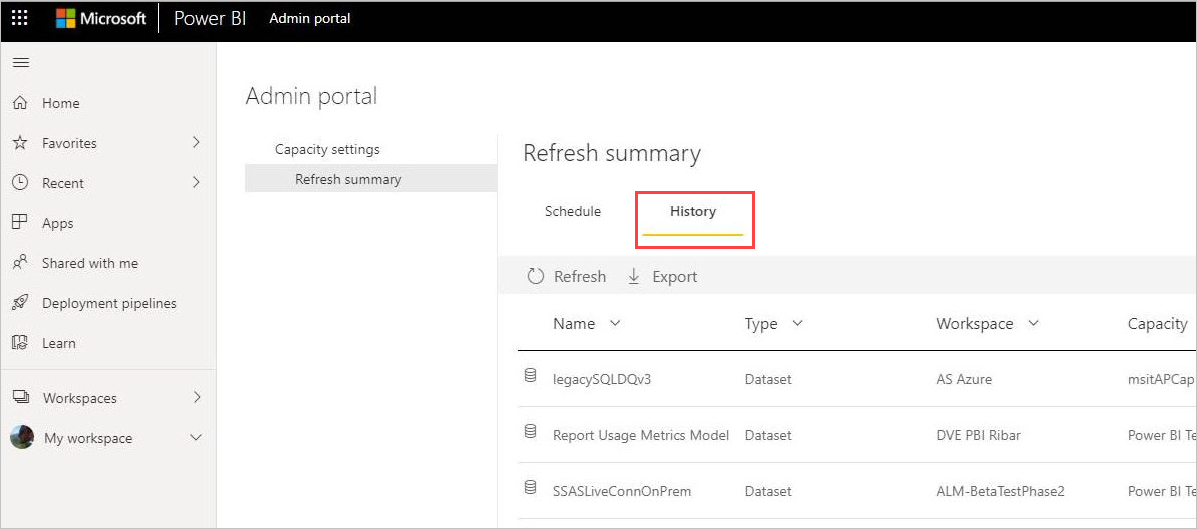 Microsoft Power BI Admin portal
Home
Favorites
Recent
Apps
Shared with me
Deployment pipelines
Learn
Workspaces
My workspace
Admin portal
Capacity settings
Refresh summary
Refresh summary
Schedule History
Refresh Export
Name Type Workspace Capacity
legacySQLDQv3 Dataset AS Azure msitAPCap
Report Usage Metrics Model Dataset DVE PBI Ribar Power BI Te
SSASLiveConnOnPrem Dataset ALM-BetaTestPhase2 Power BI Te